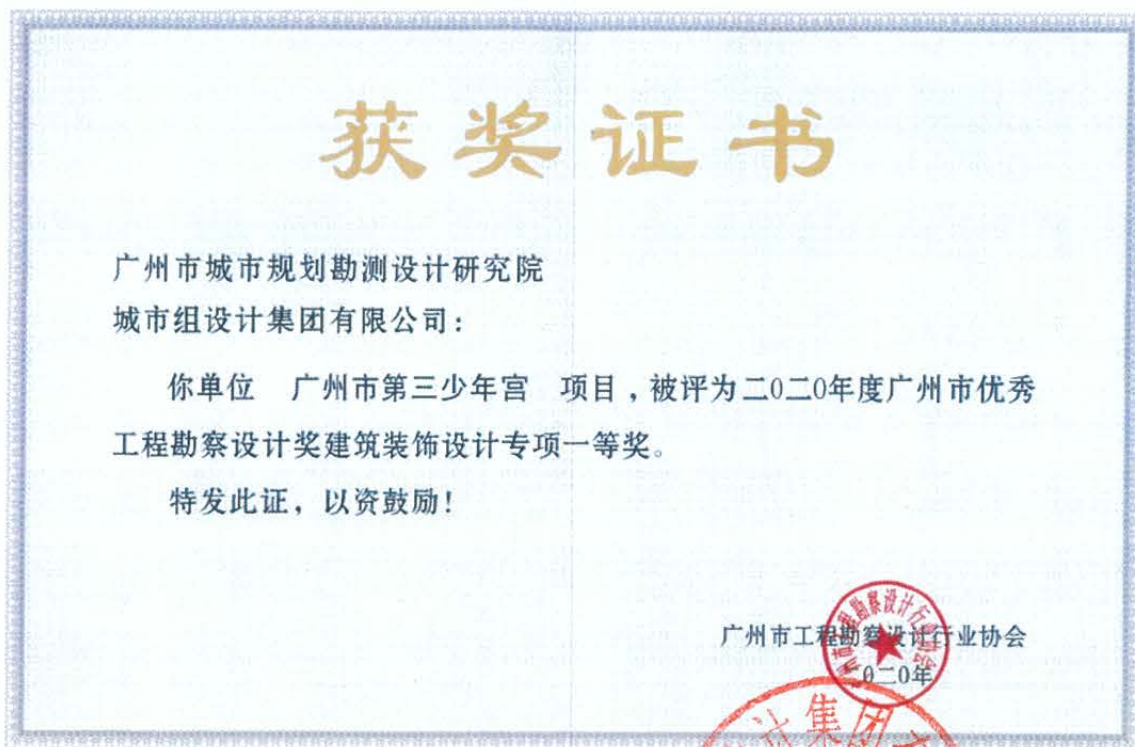 获奖证书
广州市城市规划勘测设计研究院
城市组设计集团有限公司:
你单位 广州市第三少年宫 项目,被评为二0二0年度广州市优秀
工程勘察设计奖建筑装饰设计专项一等奖。
特发此证,以资鼓励!
广州市工程勘察设计行业协会
0二0年
计集团